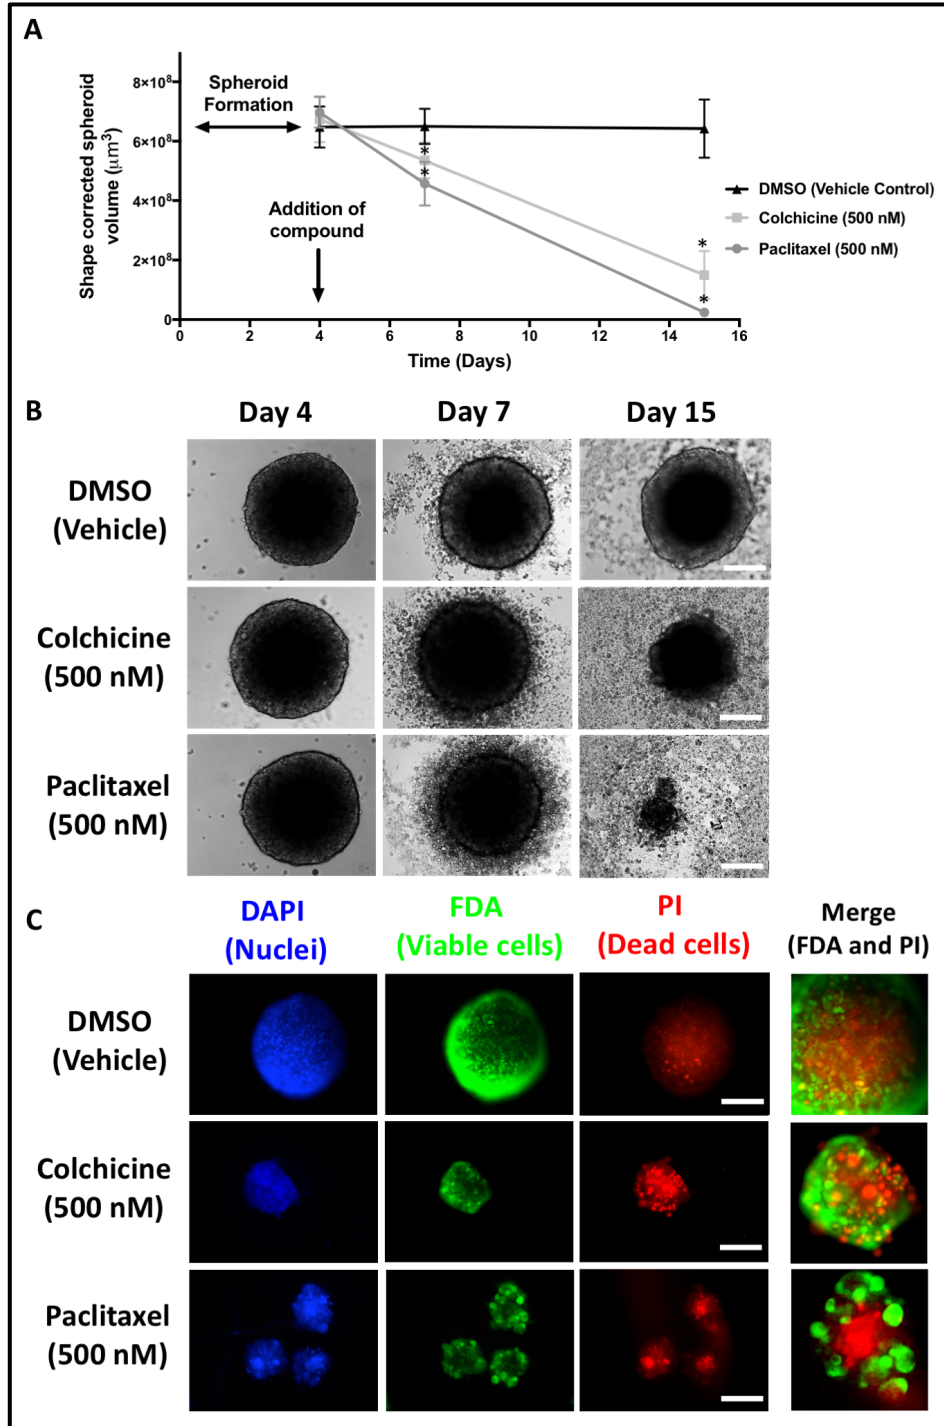 A
Shape corrected spheroid
volume (μm³)
8×10⁸
6×10⁸
4×10⁸
2×10⁸
0
Spheroid
Formation
Addition of
compound
*
*
*
*
DMSO (Vehicle Control)
Colchicine (500 nM)
Paclitaxel (500 nM)
0 2 4 6 8 10 12 14 16
Time (Days)
B
Day 4 Day 7 Day 15
DMSO
(Vehicle)
Colchicine
(500 nM)
Paclitaxel
(500 nM)
C
DAPI
(Nuclei)
FDA
(Viable cells)
PI
(Dead cells)
Merge
(FDA and PI)
DMSO
(Vehicle)
Colchicine
(500 nM)
Paclitaxel
(500 nM)